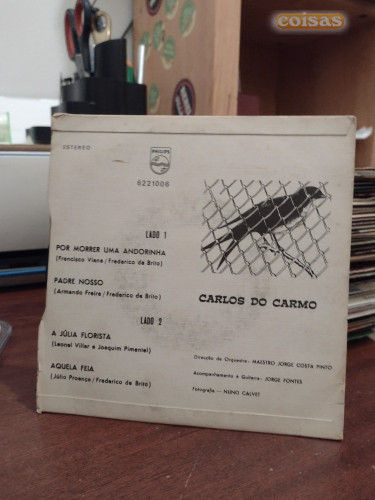 coisas
ESTEREO
PHILIPS
6221006
LADO 1
POR MORRER UMA ANDORINHA
(Francisco Viana / Frederico de Brito)
PADRE NOSSO
(Armando Freire / Frederico de Brito)
CARLOS DO CARMO
LADO 2
A JÚLIA FLORISTA
(Leonel Villar e Joaquim Pimentel)
AQUELA FEIA
(Júlio Proença / Frederico de Brito)
Direcção de Orquestra: MAESTRO JORGE COSTA PINTO
Acompanhamento à Guitarra: JORGE FONTES
Fotografia — NUNO CALVET